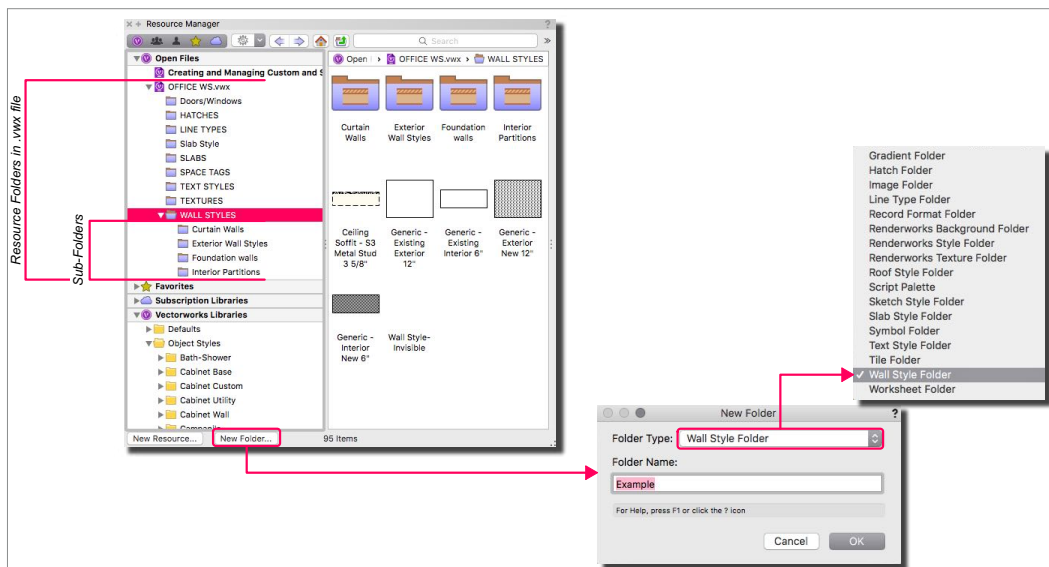 Resource Manager
?
Search
»
Open Files
Creating and Managing Custom and S
OFFICE WS.vwx
Doors/Windows
HATCHES
LINE TYPES
Slab Style
SLABS
SPACE TAGS
TEXT STYLES
TEXTURES
WALL STYLES
Curtain Walls
Exterior Wall Styles
Foundation walls
Interior Partitions
Favorites
Subscription Libraries
Vectorworks Libraries
Defaults
Object Styles
Bath-Shower
Cabinet Base
Cabinet Custom
Cabinet Utility
Cabinet Wall
New Resource...
New Folder...
95 Items
Resource Folders in .vwx file
Sub-Folders
Open › OFFICE WS.vwx › WALL STYLES
Curtain
Walls
Exterior
Wall Styles
Foundation
walls
Interior
Partitions
Ceiling
Soffit - S3
Metal Stud
3 5/8"
Generic -
Existing
Exterior
12"
Generic -
Existing
Interior 6"
Generic -
Exterior
New 12"
Generic -
Interior
New 6"
Wall Style-
Invisible
New Folder
?
Folder Type: Wall Style Folder
Folder Name:
Example
For Help, press F1 or click the ? icon
Cancel
OK
Gradient Folder
Hatch Folder
Image Folder
Line Type Folder
Record Format Folder
Renderworks Background Folder
Renderworks Style Folder
Renderworks Texture Folder
Roof Style Folder
Script Palette
Sketch Style Folder
Slab Style Folder
Symbol Folder
Text Style Folder
Tile Folder
✓ Wall Style Folder
Worksheet Folder